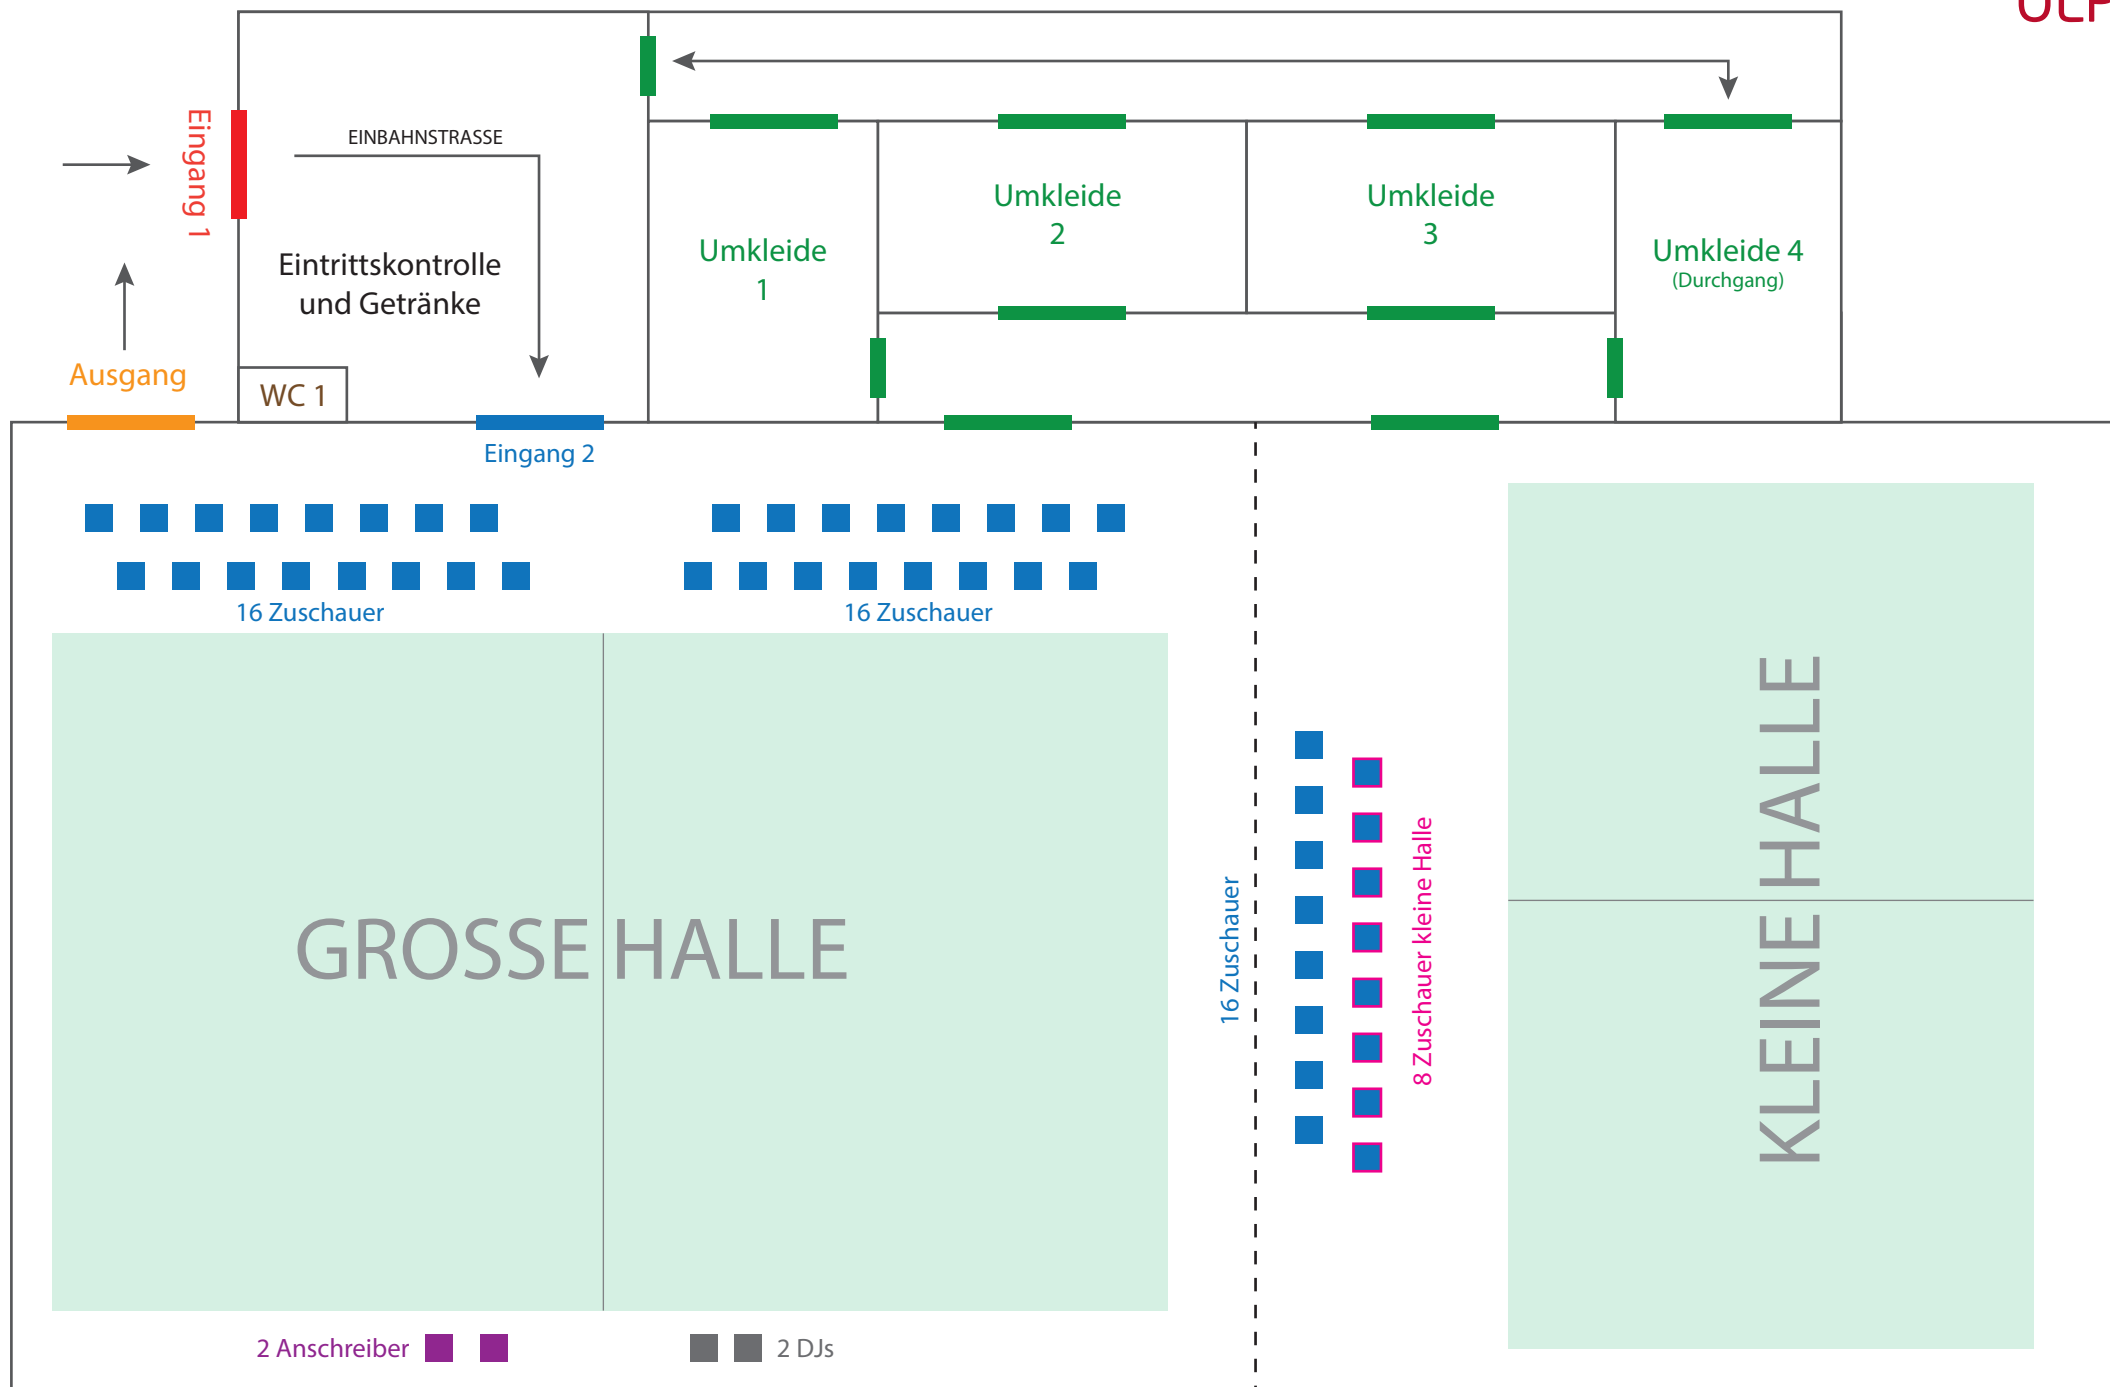 Eingang 1
EINBAHNSTRASSE
Eintrittskontrolle
und Getränke
Umkleide
1
Umkleide
2
Umkleide
3
Umkleide 4
(Durchgang)
Ausgang
WC 1
Eingang 2
16 Zuschauer
16 Zuschauer
GROSSE HALLE
16 Zuschauer
8 Zuschauer kleine Halle
KLEINE HALLE
2 Anschreiber
2 DJs